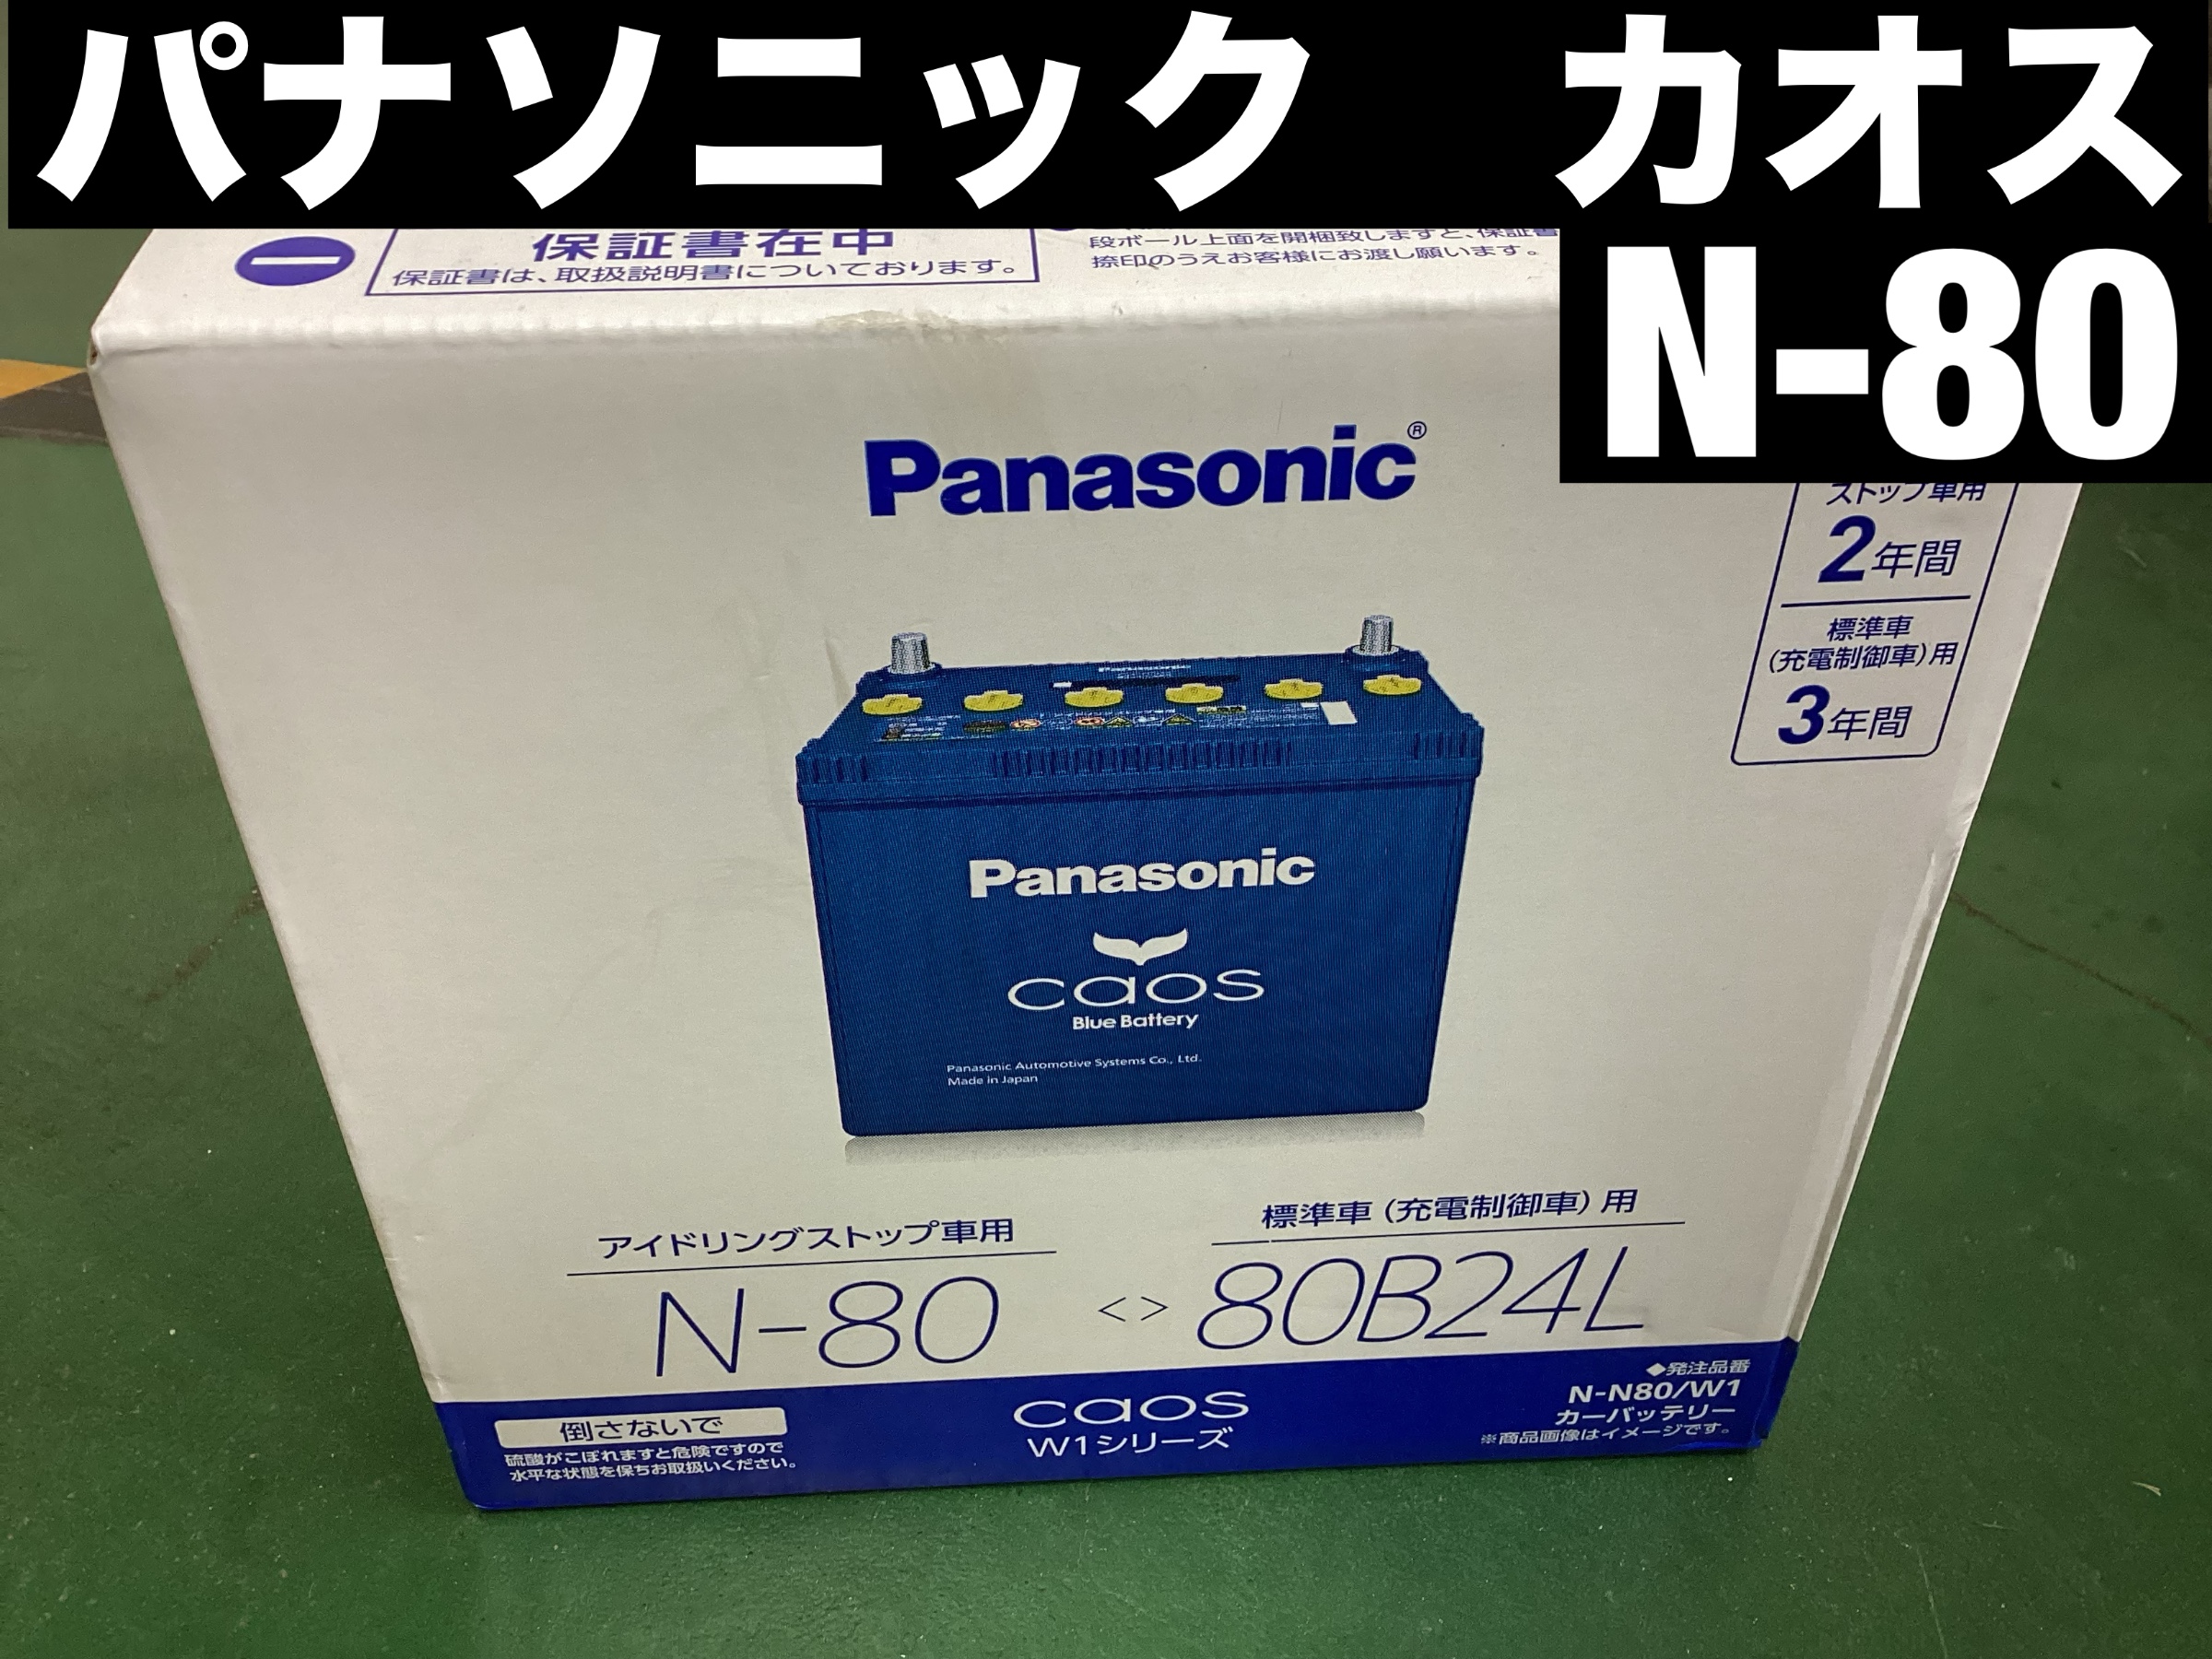 パナソニック　カオス
N-80
保証書在中
保証書は、取扱説明書についております。
段ボール上面を開梱致しますと、保証書
捺印のうえお客様にお渡し願います。
Panasonic®
ストップ車用
2年間
標準車
(充電制御車)用
3年間
Panasonic
Panasonic
caos
Blue Battery
Panasonic Automotive Systems Co., Ltd.
Made in Japan
アイドリングストップ車用
N-80
<>
標準車(充電制御車)用
80B24L
倒さないで
硫酸がこぼれますと危険ですので
水平な状態を保ちお取扱いください。
caos
W1シリーズ
◆発注品番
N-N80/W1
カーバッテリー
※商品画像はイメージです。